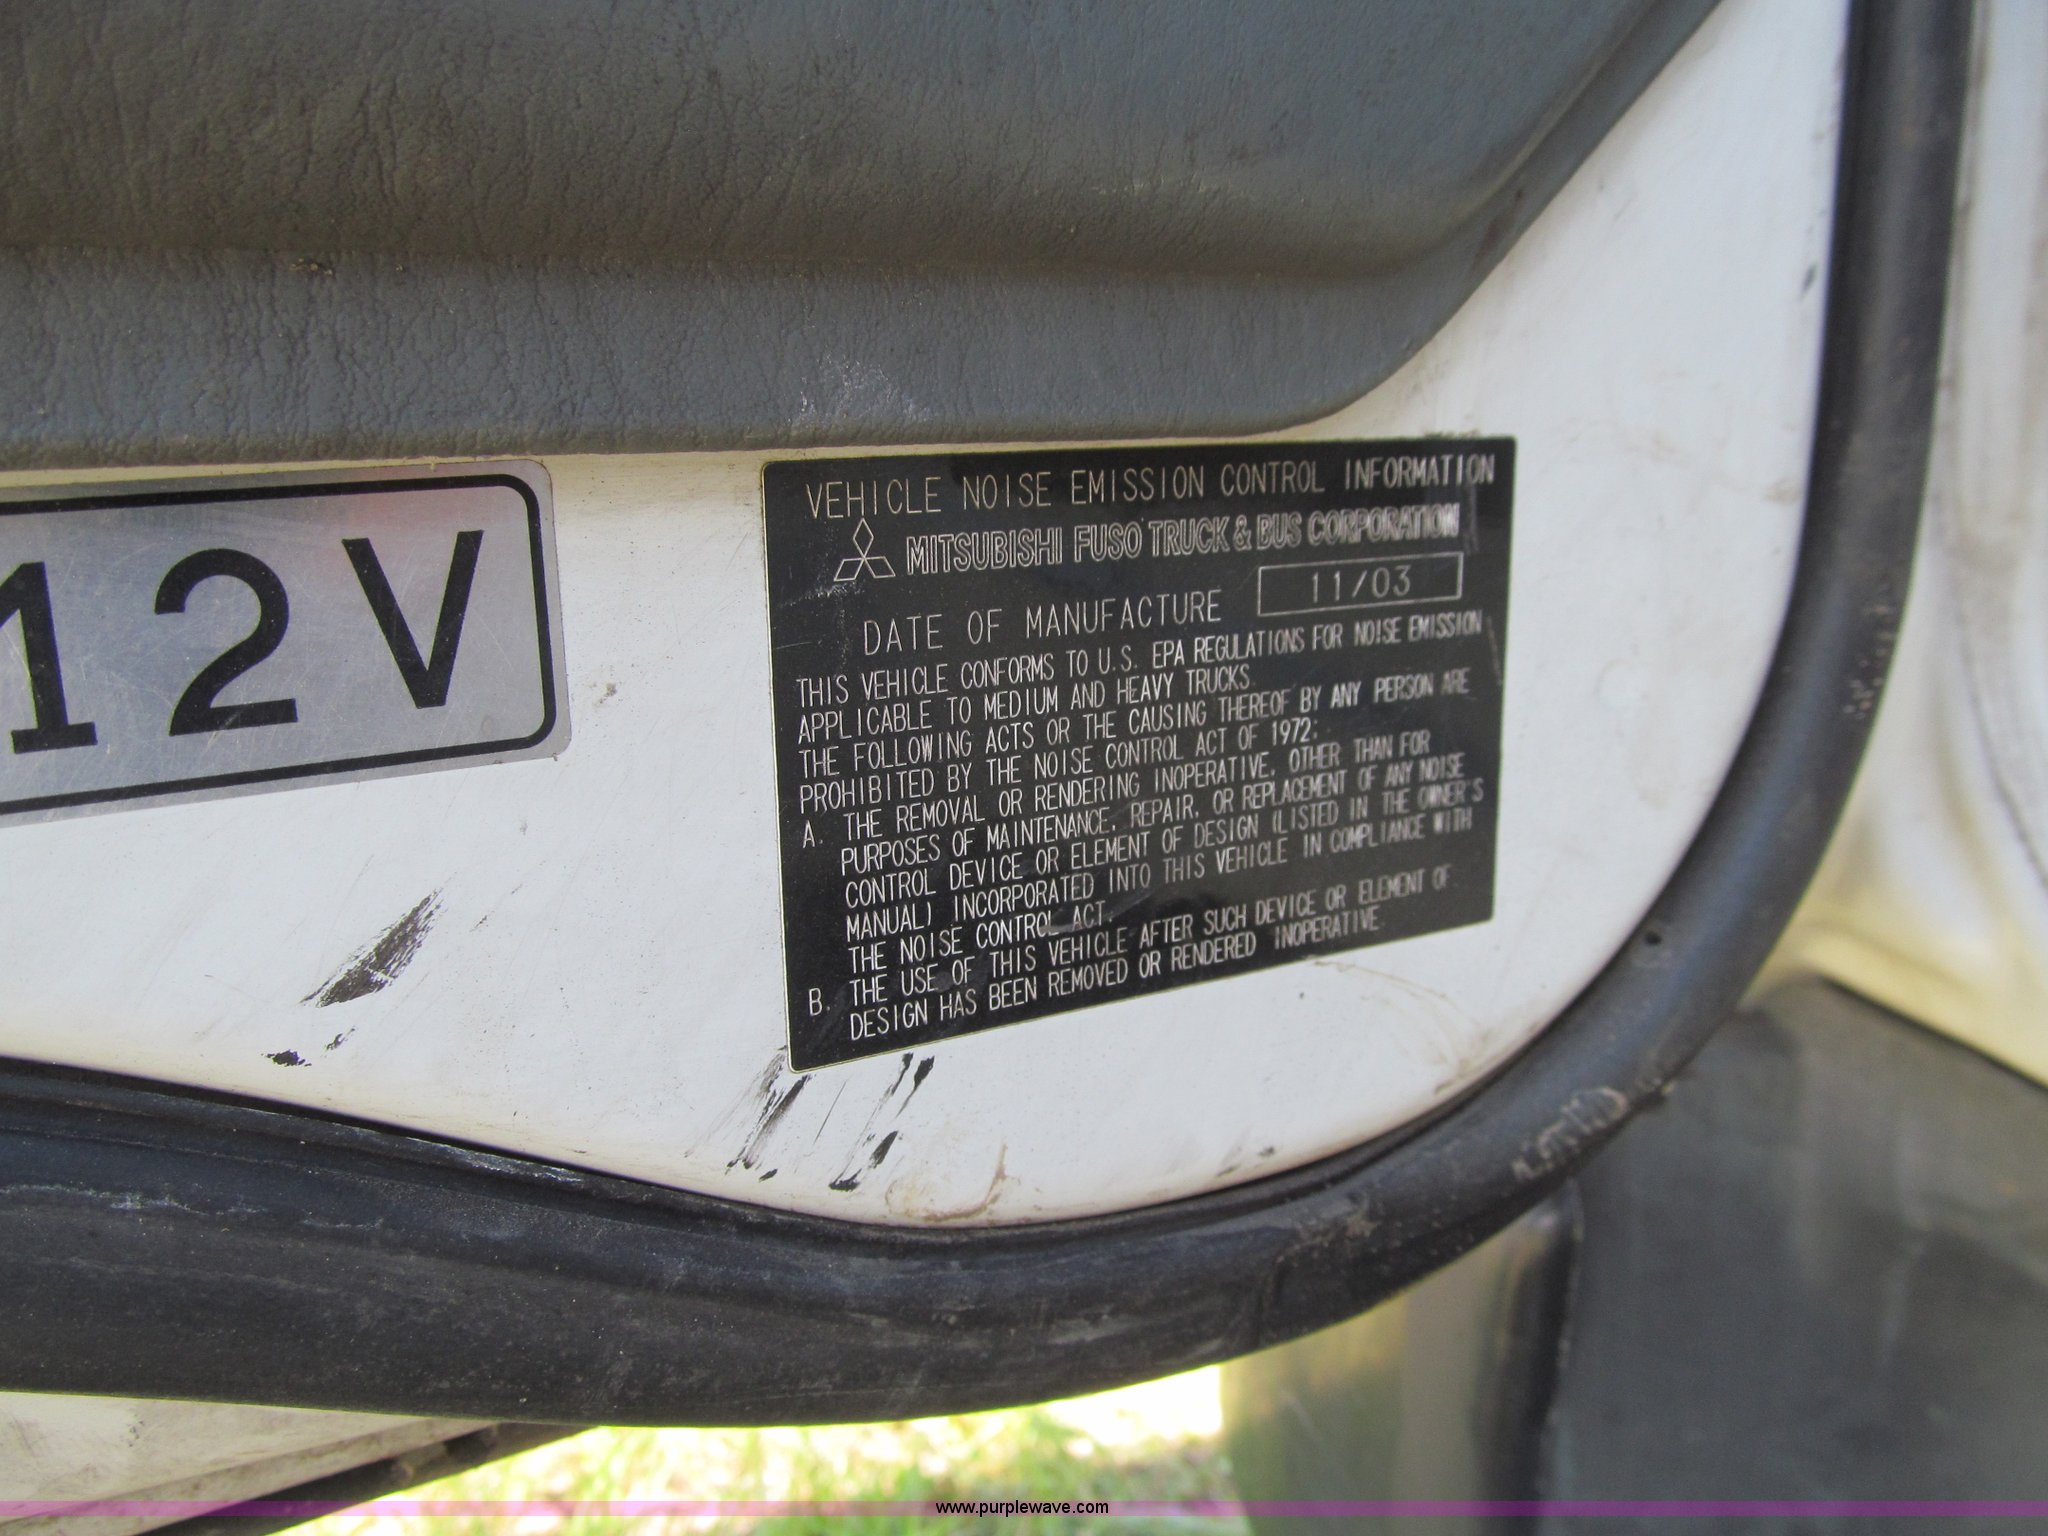 12V
VEHICLE NOISE EMISSION CONTROL INFORMATION
MITSUBISHI FUSO TRUCK & BUS CORPORATION
DATE OF MANUFACTURE 11/03
THIS VEHICLE CONFORMS TO U.S. EPA REGULATIONS FOR NOISE EMISSION
APPLICABLE TO MEDIUM AND HEAVY TRUCKS.
THE FOLLOWING ACTS OR THE CAUSING THEREOF BY ANY PERSON ARE
PROHIBITED BY THE NOISE CONTROL ACT OF 1972:
A. THE REMOVAL OR RENDERING INOPERATIVE, OTHER THAN FOR
PURPOSES OF MAINTENANCE, REPAIR, OR REPLACEMENT OF ANY NOISE
CONTROL DEVICE OR ELEMENT OF DESIGN (LISTED IN THE OWNER'S
MANUAL) INCORPORATED INTO THIS VEHICLE IN COMPLIANCE WITH
THE NOISE CONTROL ACT.
B. THE USE OF THIS VEHICLE AFTER SUCH DEVICE OR ELEMENT OF
DESIGN HAS BEEN REMOVED OR RENDERED INOPERATIVE.
www.purplewave.com